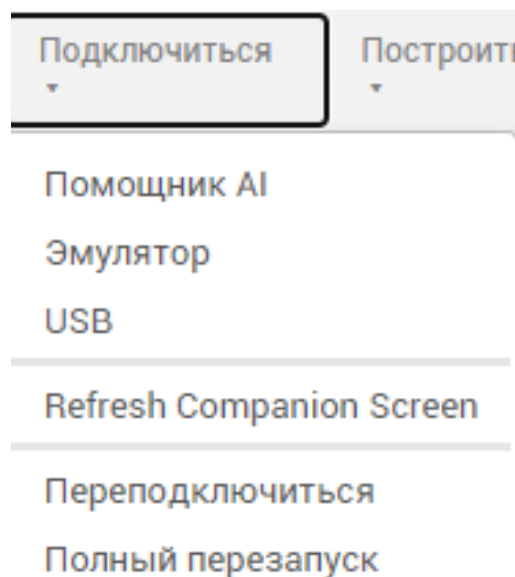 Подключиться
Построить
Помощник AI
Эмулятор
USB
Refresh Companion Screen
Переподключиться
Полный перезапуск